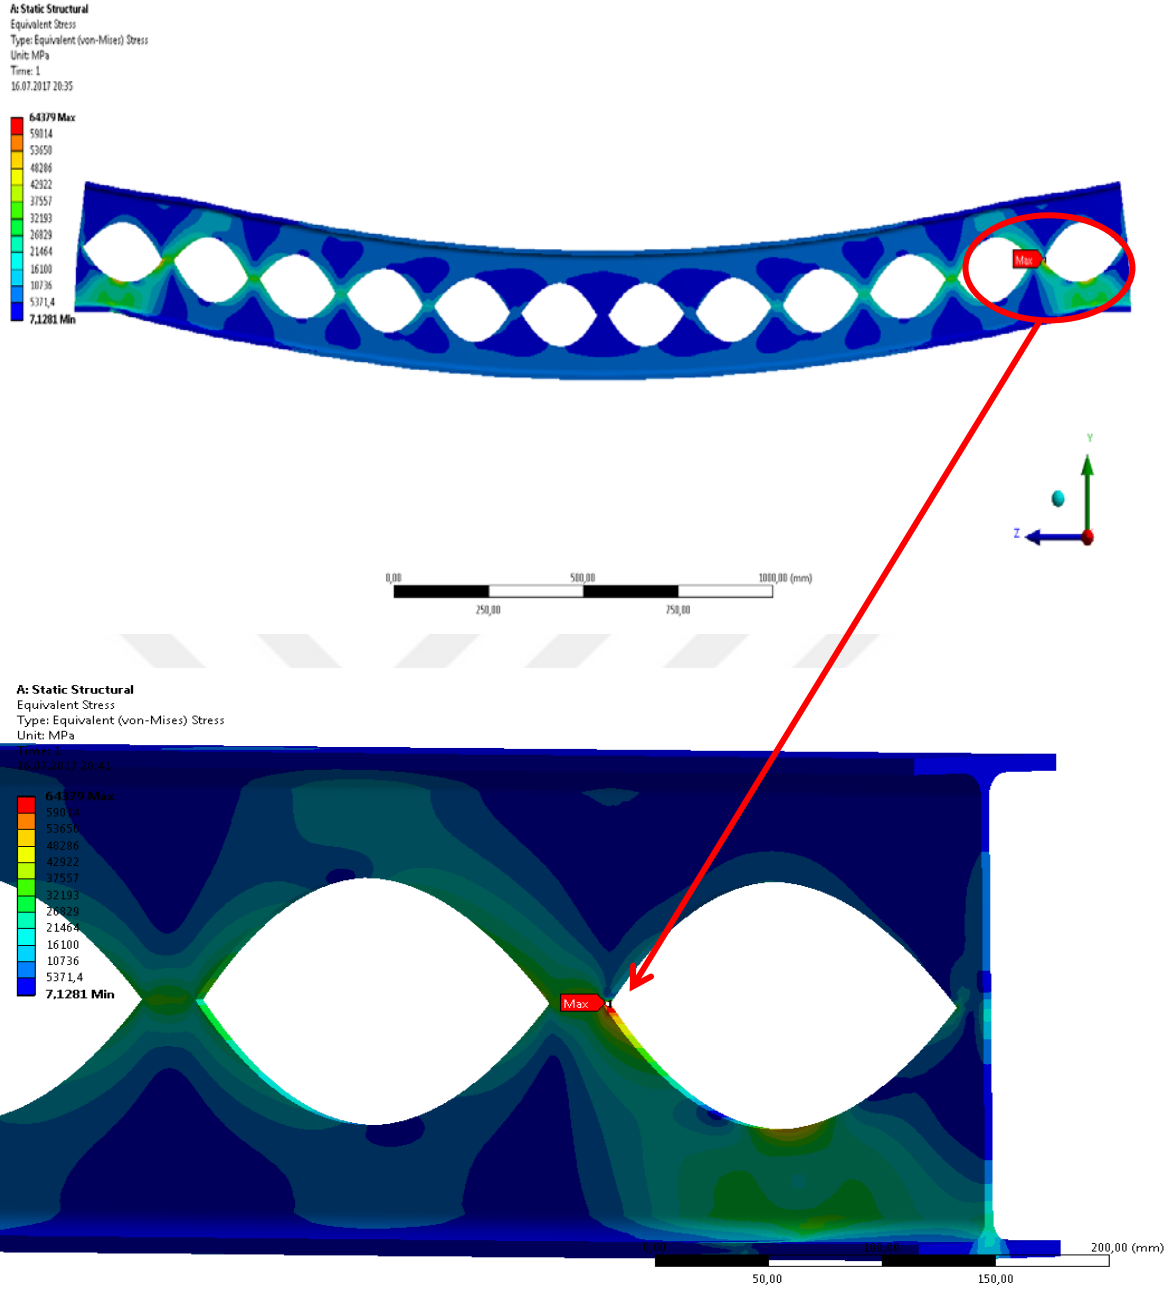 A: Static Structural
Equivalent Stress
Type: Equivalent (von-Mises) Stress
Unit: MPa
Time: 1
16.07.2017 20:35
64379 Max
59014
53650
48286
42922
37557
32193
26829
21464
16100
10736
5371,4
7,1281 Min
Max
Y
Z
0,00 500,00 1000,00 (mm)
250,00 750,00
A: Static Structural
Equivalent Stress
Type: Equivalent (von-Mises) Stress
Unit: MPa
64379 Max
53650
48286
42922
37557
32193
26829
21464
16100
10736
5371,4
7,1281 Min
Max
200,00 (mm)
50,00 150,00